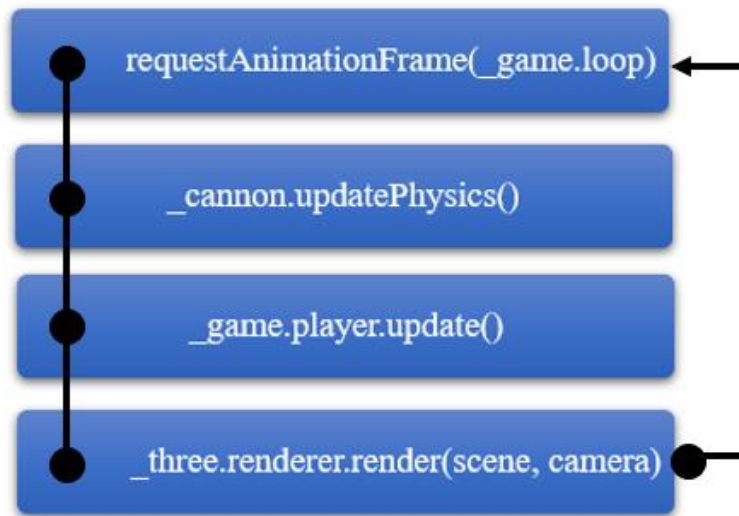 requestAnimationFrame(_game.loop)
_cannon.updatePhysics()
_game.player.update()
_three.renderer.render(scene, camera)